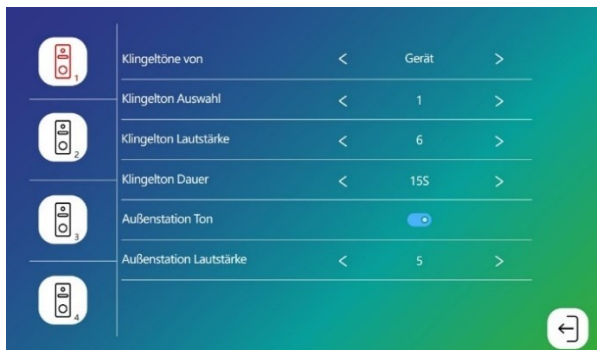 1
2
3
4
Klingeltöne von < Gerät >
Klingelton Auswahl < 1 >
Klingelton Lautstärke < 6 >
Klingelton Dauer < 15S >
Außenstation Ton
Außenstation Lautstärke < 5 >